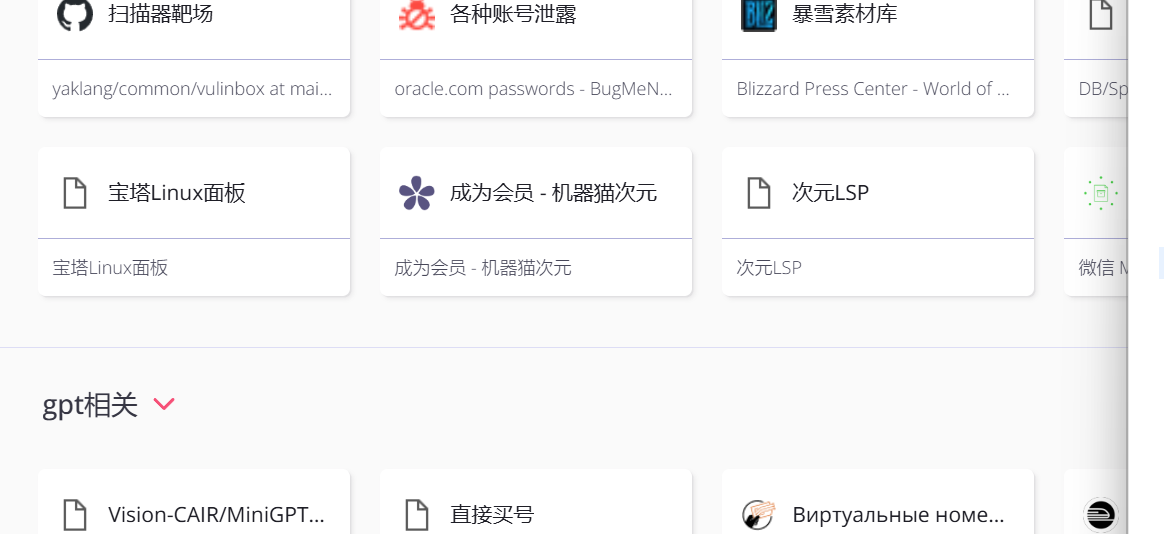 扫描器靶场
各种账号泄露
暴雪素材库
yaklang/common/vulinbox at mai...
oracle.com passwords - BugMeN...
Blizzard Press Center - World of ...
DB/Sp
宝塔Linux面板
成为会员 - 机器猫次元
次元LSP
宝塔Linux面板
成为会员 - 机器猫次元
次元LSP
微信 M
gpt相关
Vision-CAIR/MiniGPT...
直接买号
Виртуальные номе...